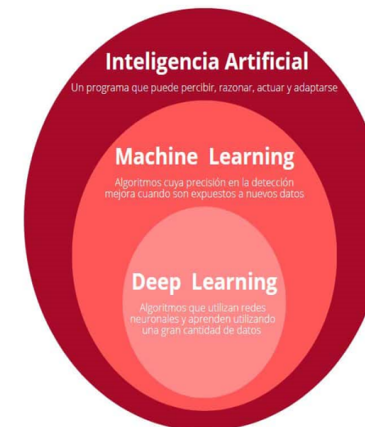 Inteligencia Artificial
Un programa que puede percibir, razonar, actuar y adaptarse
Machine Learning
Algoritmos cuya precisión en la detección
mejora cuando son expuestos a nuevos datos
Deep Learning
Algoritmos que utilizan redes
neuronales y aprenden utilizando
una gran cantidad de datos